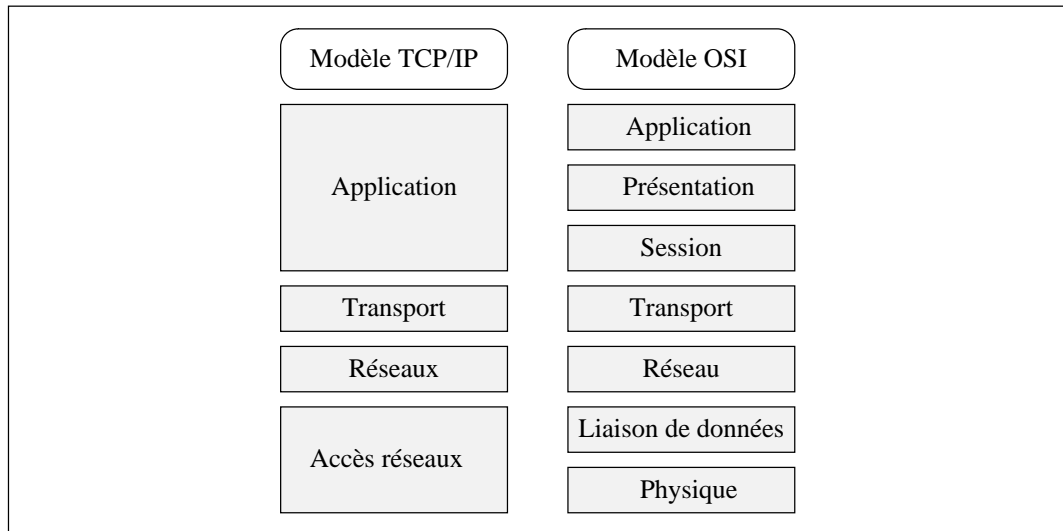 Modèle TCP/IP
Modèle OSI
Application
Application
Présentation
Session
Transport
Transport
Réseaux
Réseau
Accès réseaux
Liaison de données
Physique